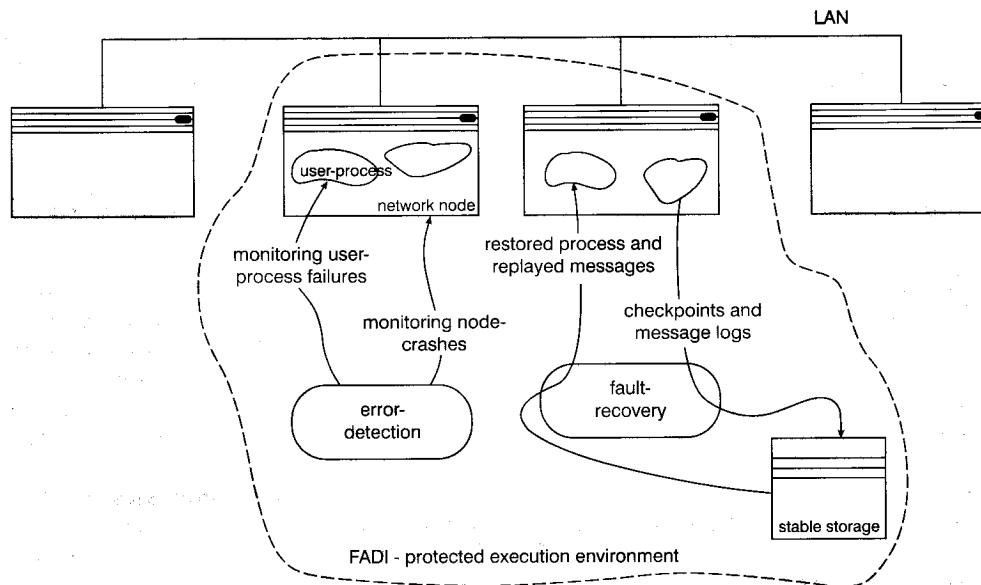 LAN
user-process
network node
monitoring user-
process failures
restored process and
replayed messages
monitoring node-
crashes
checkpoints and
message logs
error-
detection
fault-
recovery
stable storage
FADI - protected execution environment